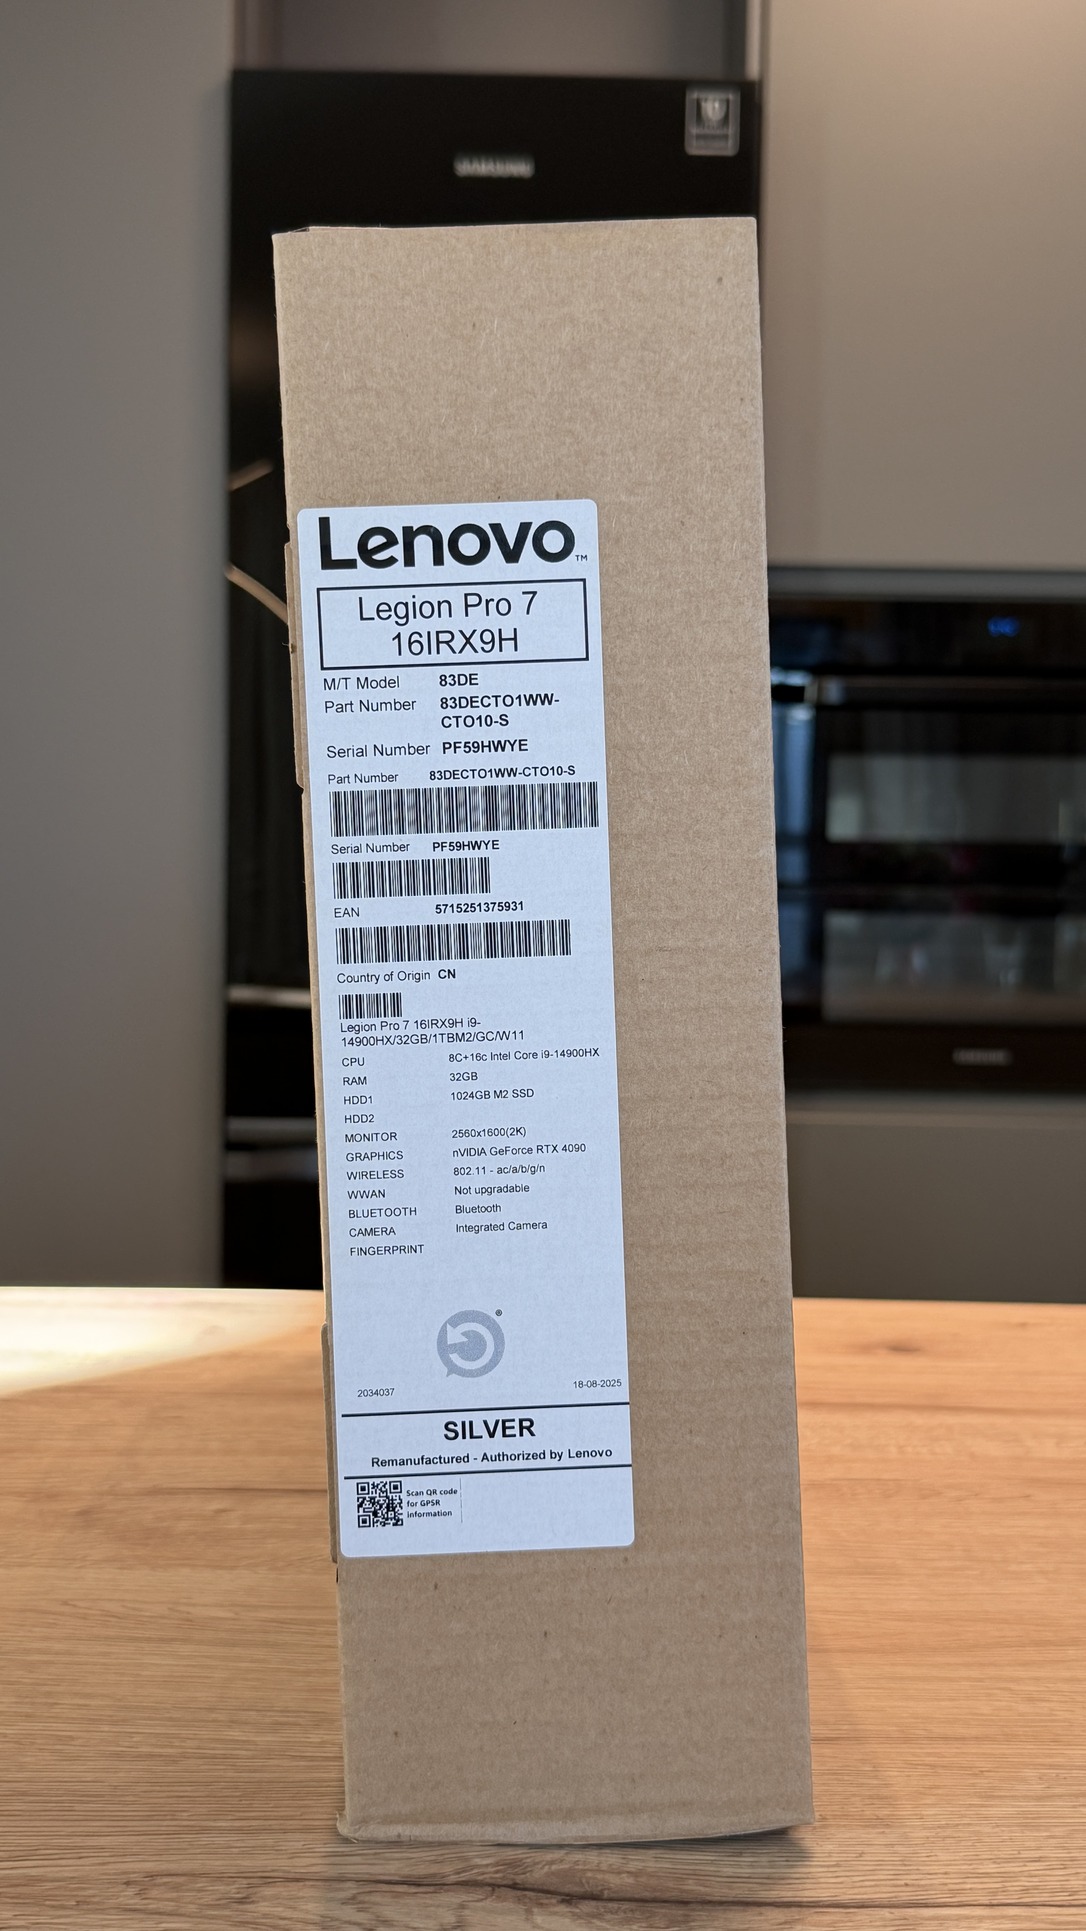 SAMSUNG
Lenovo™
Legion Pro 7
16IRX9H
M/T Model 83DE
Part Number 83DECTO1WW-
CTO10-S
Serial Number PF59HWYE
Part Number 83DECTO1WW-CTO10-S
Serial Number PF59HWYE
EAN 5715251375931
Country of Origin CN
Legion Pro 7 16IRX9H i9-
14900HX/32GB/1TBM2/GC/W11
CPU 8C+16c Intel Core i9-14900HX
RAM 32GB
HDD1 1024GB M2 SSD
HDD2
MONITOR 2560x1600(2K)
GRAPHICS nVIDIA GeForce RTX 4090
WIRELESS 802.11 - ac/a/b/g/n
WWAN Not upgradable
BLUETOOTH Bluetooth
CAMERA Integrated Camera
FINGERPRINT
®
2034037 18-08-2025
SILVER
Remanufactured - Authorized by Lenovo
Scan QR code
for GPSR
information